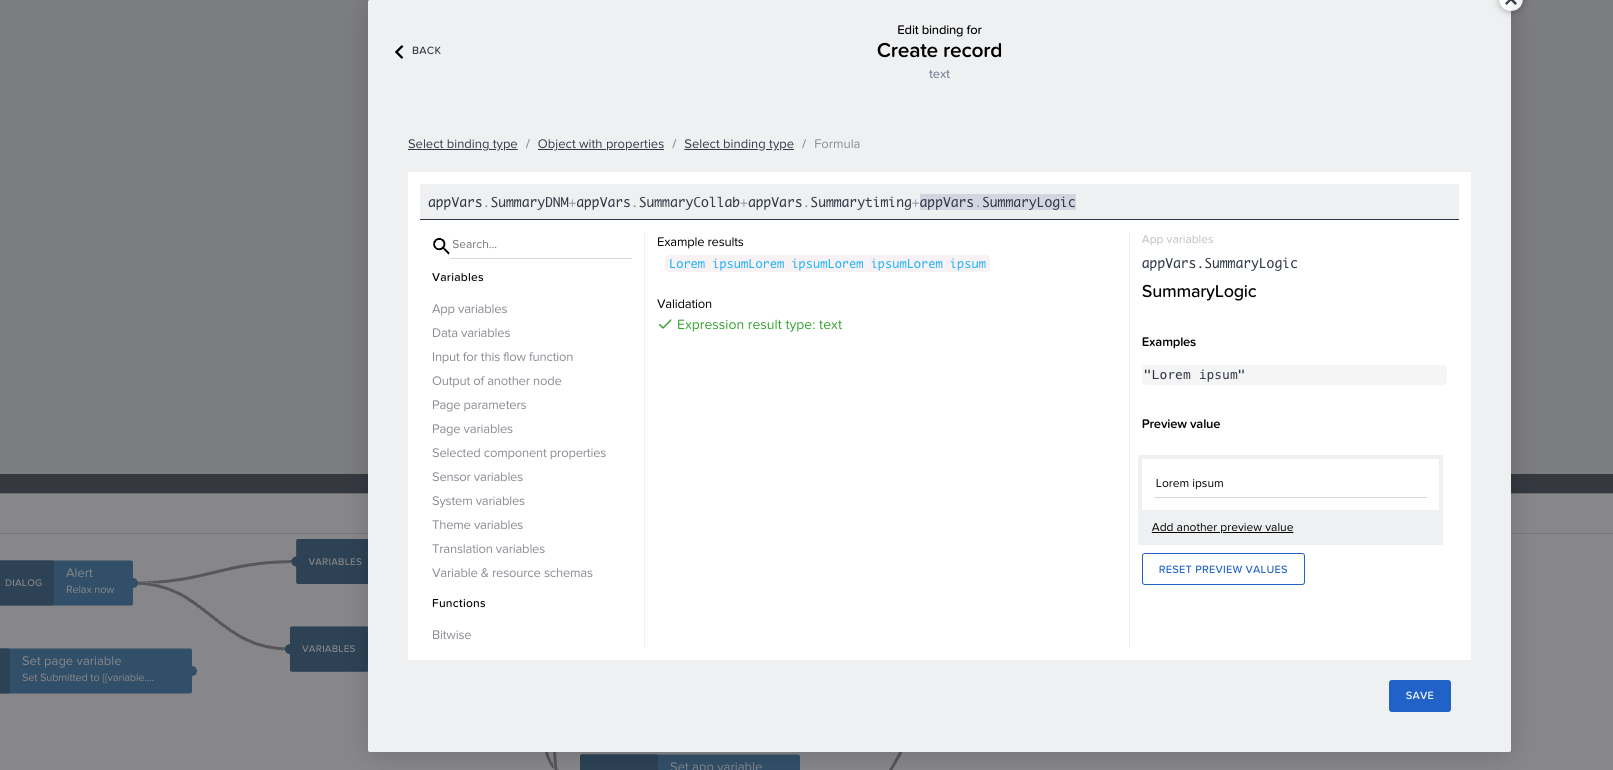 Edit binding for
BACK
Create record
text
Select binding type / Object with properties / Select binding type / Formula
appVars.SummaryDNM+appVars.SummaryCollab+appVars.Summarytiming+appVars.SummaryLogic
Search...
Variables
App variables
Data variables
Input for this flow function
Output of another node
Page parameters
Page variables
Selected component properties
Sensor variables
System variables
Theme variables
Translation variables
Variable & resource schemas
Functions
Bitwise
Example results
Lorem ipsumLorem ipsumLorem ipsumLorem ipsum
Validation
Expression result type: text
App variables
appVars.SummaryLogic
SummaryLogic
Examples
"Lorem ipsum"
Preview value
Lorem ipsum
Add another preview value
RESET PREVIEW VALUES
SAVE
DIALOG
Alert
Relax now
VARIABLES
VARIABLES
Set page variable
Set Submitted to {{variable....
Set app variable